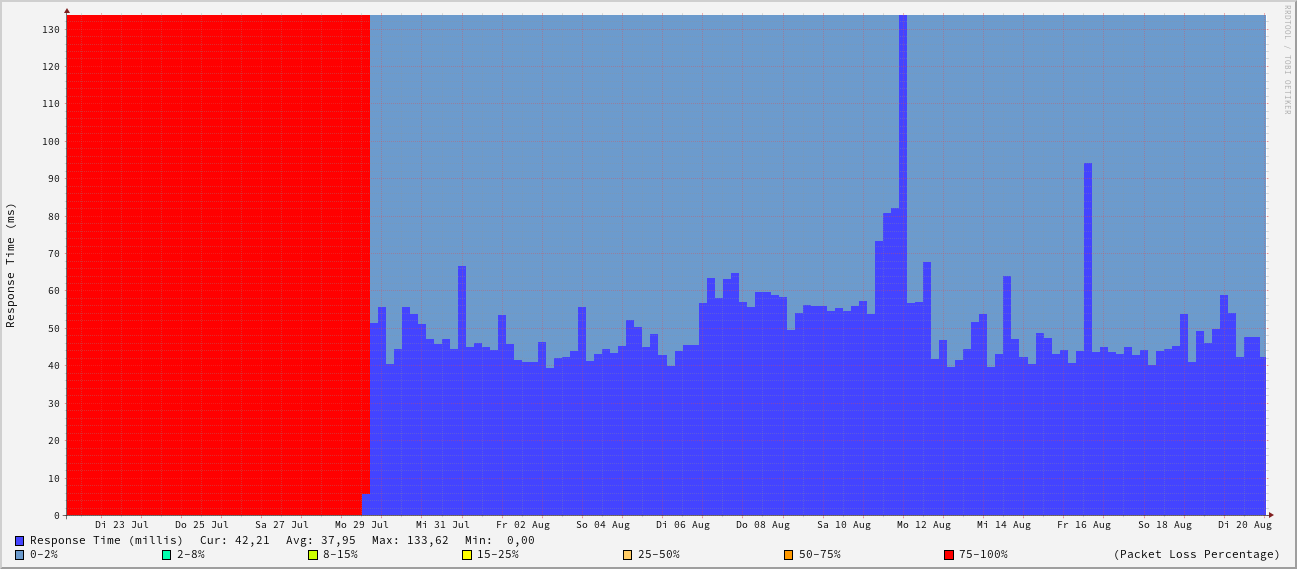 RRDTOOL / TOBI OETIKER
Response Time (ms)
130
120
110
100
90
80
70
60
50
40
30
20
10
0
Di 23 Jul Do 25 Jul Sa 27 Jul Mo 29 Jul Mi 31 Jul Fr 02 Aug So 04 Aug Di 06 Aug Do 08 Aug Sa 10 Aug Mo 12 Aug Mi 14 Aug Fr 16 Aug So 18 Aug Di 20 Aug
Response Time (millis) Cur: 42,21 Avg: 37,95 Max: 133,62 Min: 0,00
0-2% 2-8% 8-15% 15-25% 25-50% 50-75% 75-100% (Packet Loss Percentage)